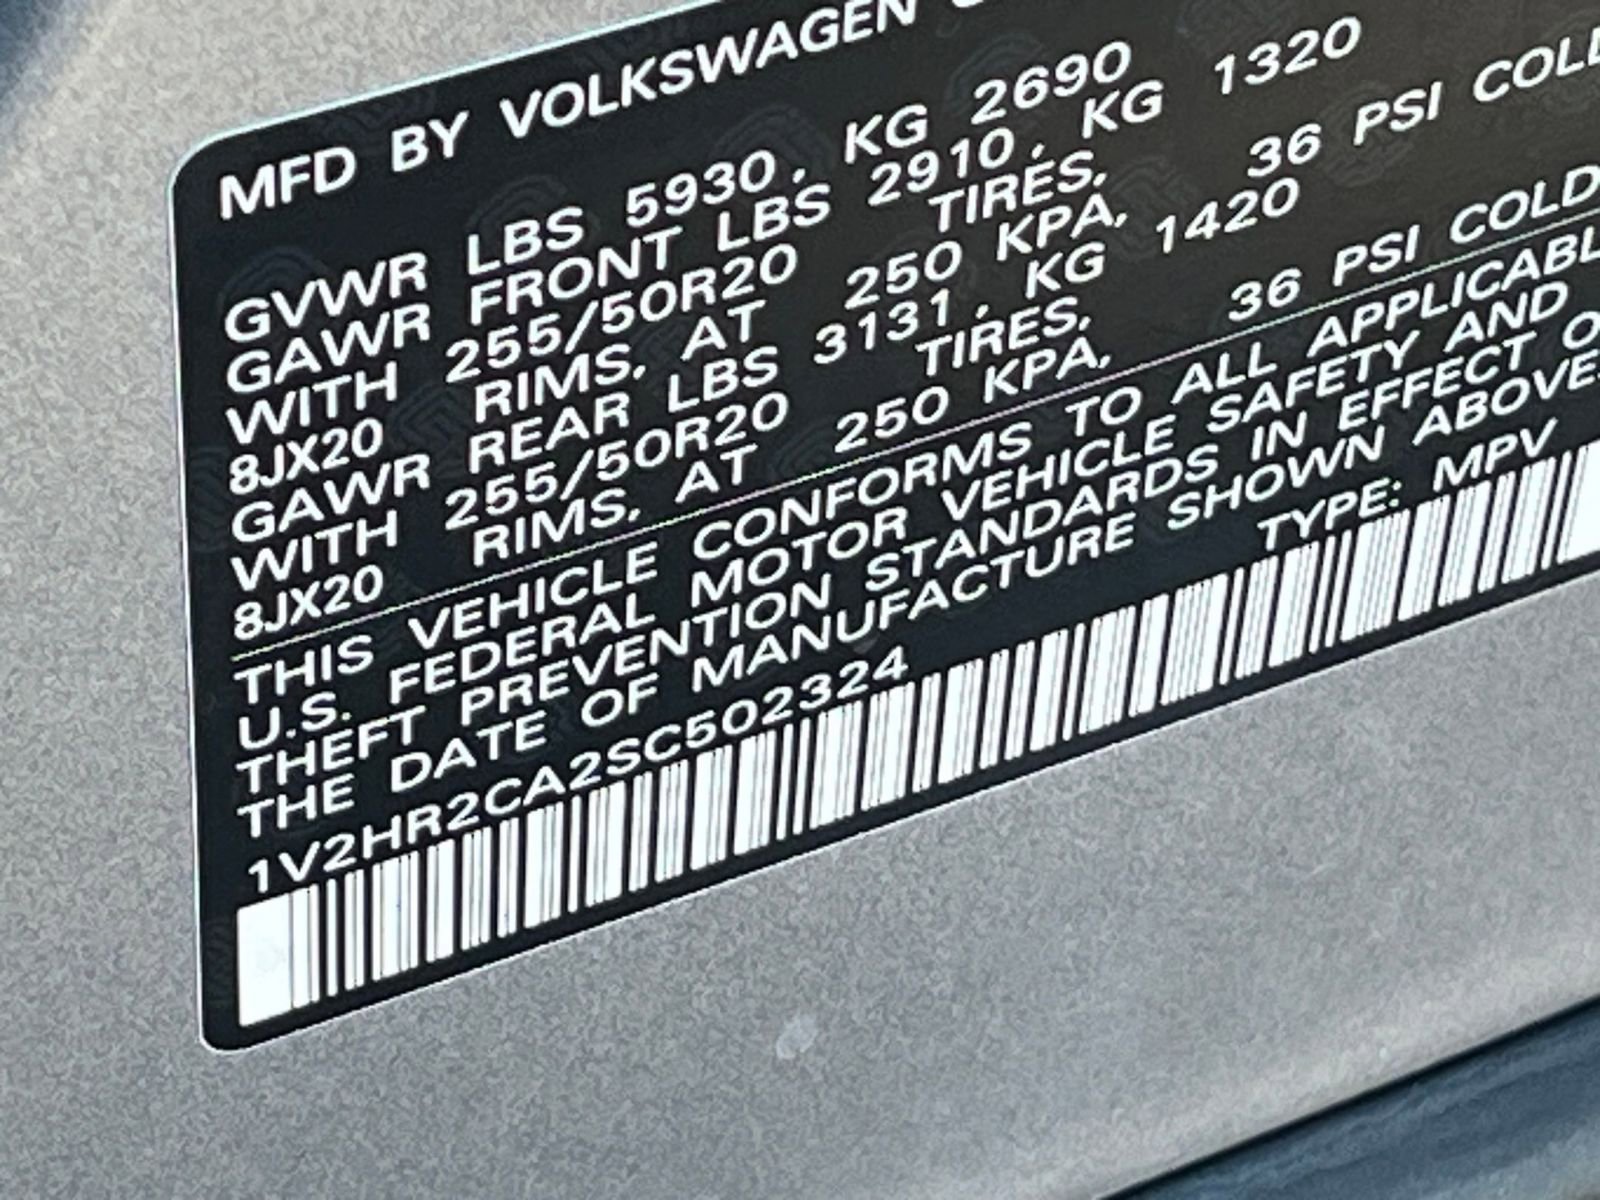 MFD BY VOLKSWAGEN
GVWR LBS 5930, KG 2690
GAWR FRONT LBS 2910, KG 1320
WITH 255/50R20 TIRES,
8JX20 RIMS, AT 250 KPA, 36 PSI COLD
GAWR REAR LBS 3131, KG 1420
WITH 255/50R20 TIRES,
8JX20 RIMS, AT 250 KPA, 36 PSI COLD
THIS VEHICLE CONFORMS TO ALL APPLICABL
U.S. FEDERAL MOTOR VEHICLE SAFETY AND
THEFT PREVENTION STANDARDS IN EFFECT O
THE DATE OF MANUFACTURE SHOWN ABOVE.
1V2HR2CA2SC502324 TYPE: MPV